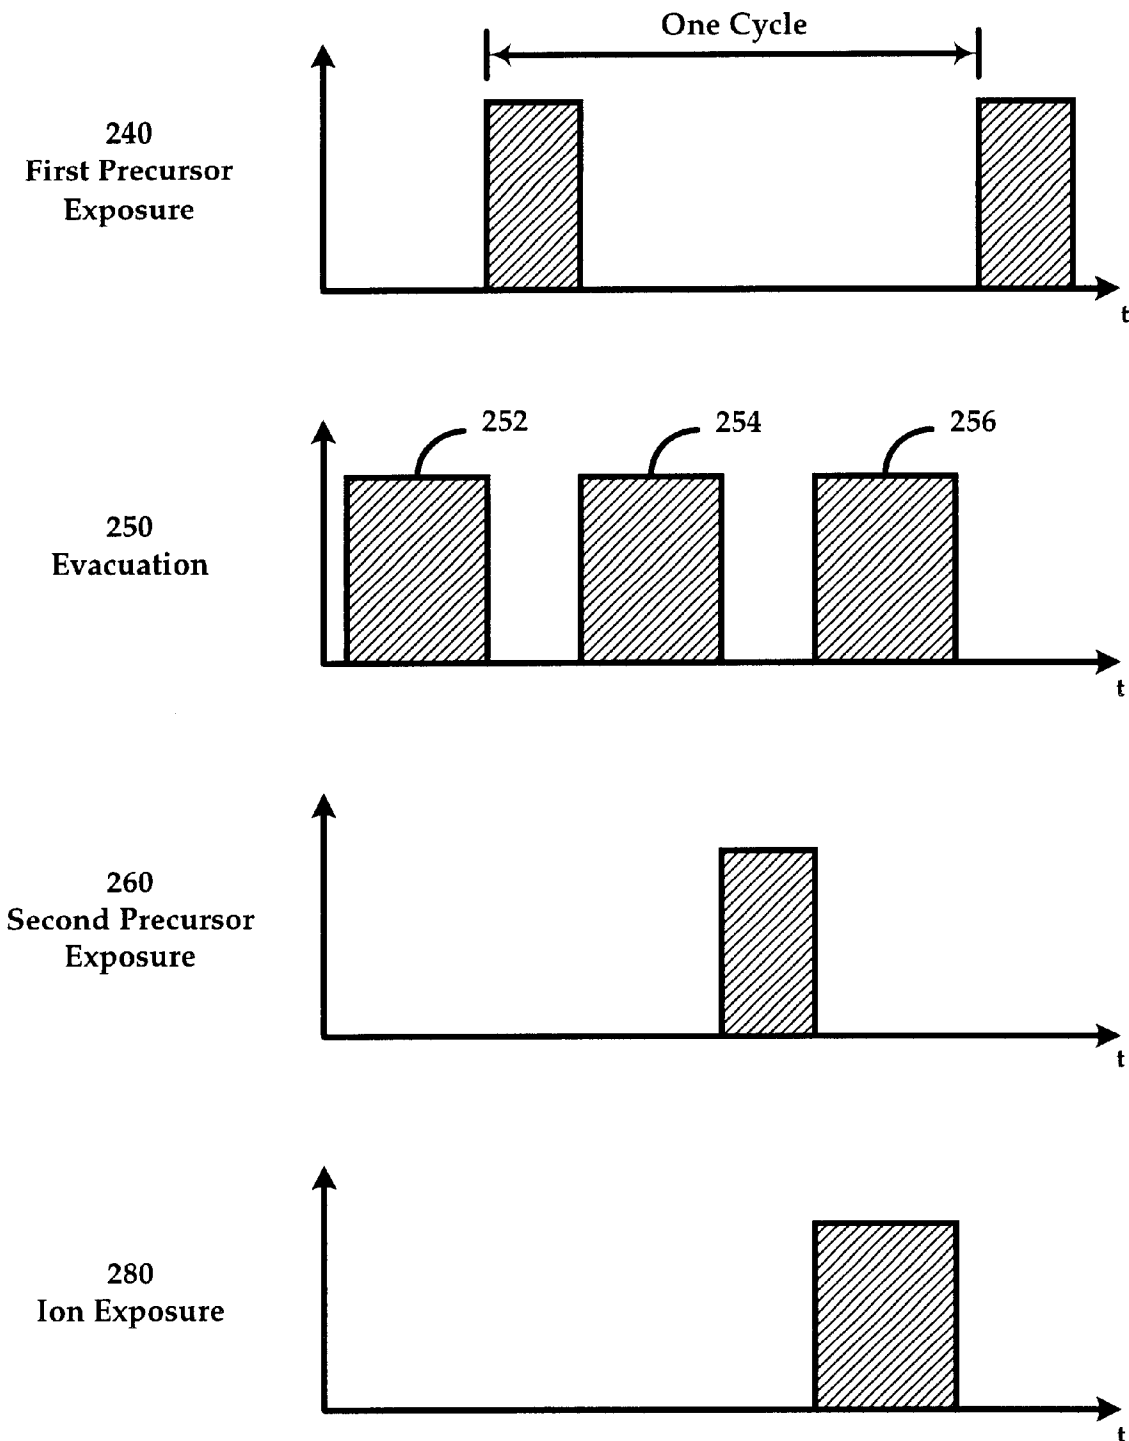 One Cycle
240
First Precursor
Exposure
t
252
254
256
250
Evacuation
t
260
Second Precursor
Exposure
t
280
Ion Exposure
t